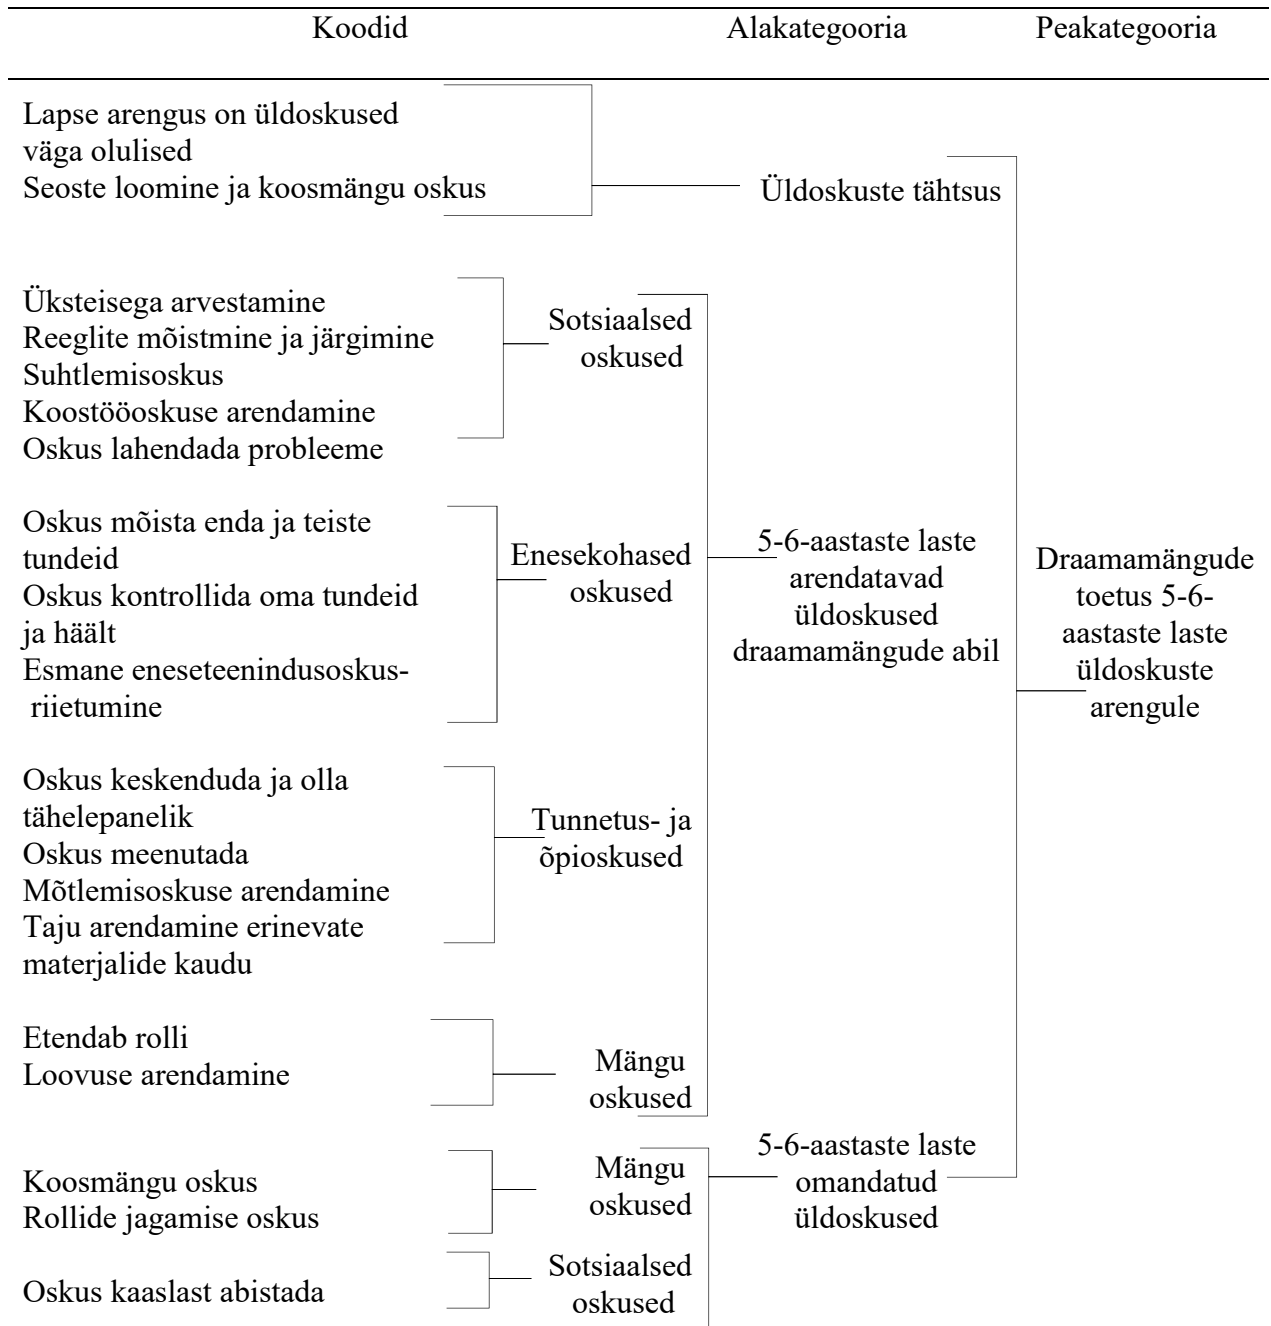 Koodid
Alakategooria
Peakategooria
Lapse arengus on üldoskused
väga olulised
Seoste loomine ja koosmängu oskus
Üldoskuste tähtsus
Üksteisega arvestamine
Reeglite mõistmine ja järgimine
Suhtlemisoskus
Koostööoskuse arendamine
Oskus lahendada probleeme
Sotsiaalsed
oskused
Oskus mõista enda ja teiste
tundeid
Oskus kontrollida oma tundeid
ja häält
Esmane eneseteenindusoskus-
riietumine
Enesekohased
oskused
5-6-aastaste laste
arendatavad
üldoskused
draamamängude abil
Draamamängude
toetus 5-6-
aastaste laste
üldoskuste
arengule
Oskus keskenduda ja olla
tähelepanelik
Oskus meenutada
Mõtlemisoskuse arendamine
Taju arendamine erinevate
materjalide kaudu
Tunnetus- ja
õpioskused
Etendab rolli
Loovuse arendamine
Mängu
oskused
Koosmängu oskus
Rollide jagamise oskus
Mängu
oskused
5-6-aastaste laste
omandatud
üldoskused
Oskus kaaslast abistada
Sotsiaalsed
oskused